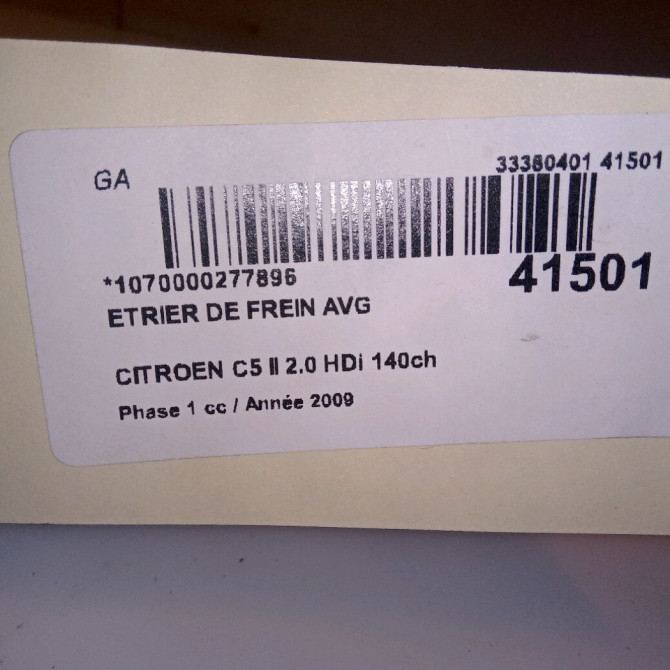 GA
33380401 41501
*1070000277896
41501
ETRIER DE FREIN AVG
CITROEN C5 II 2.0 HDi 140ch
Phase 1 cc / Année 2009